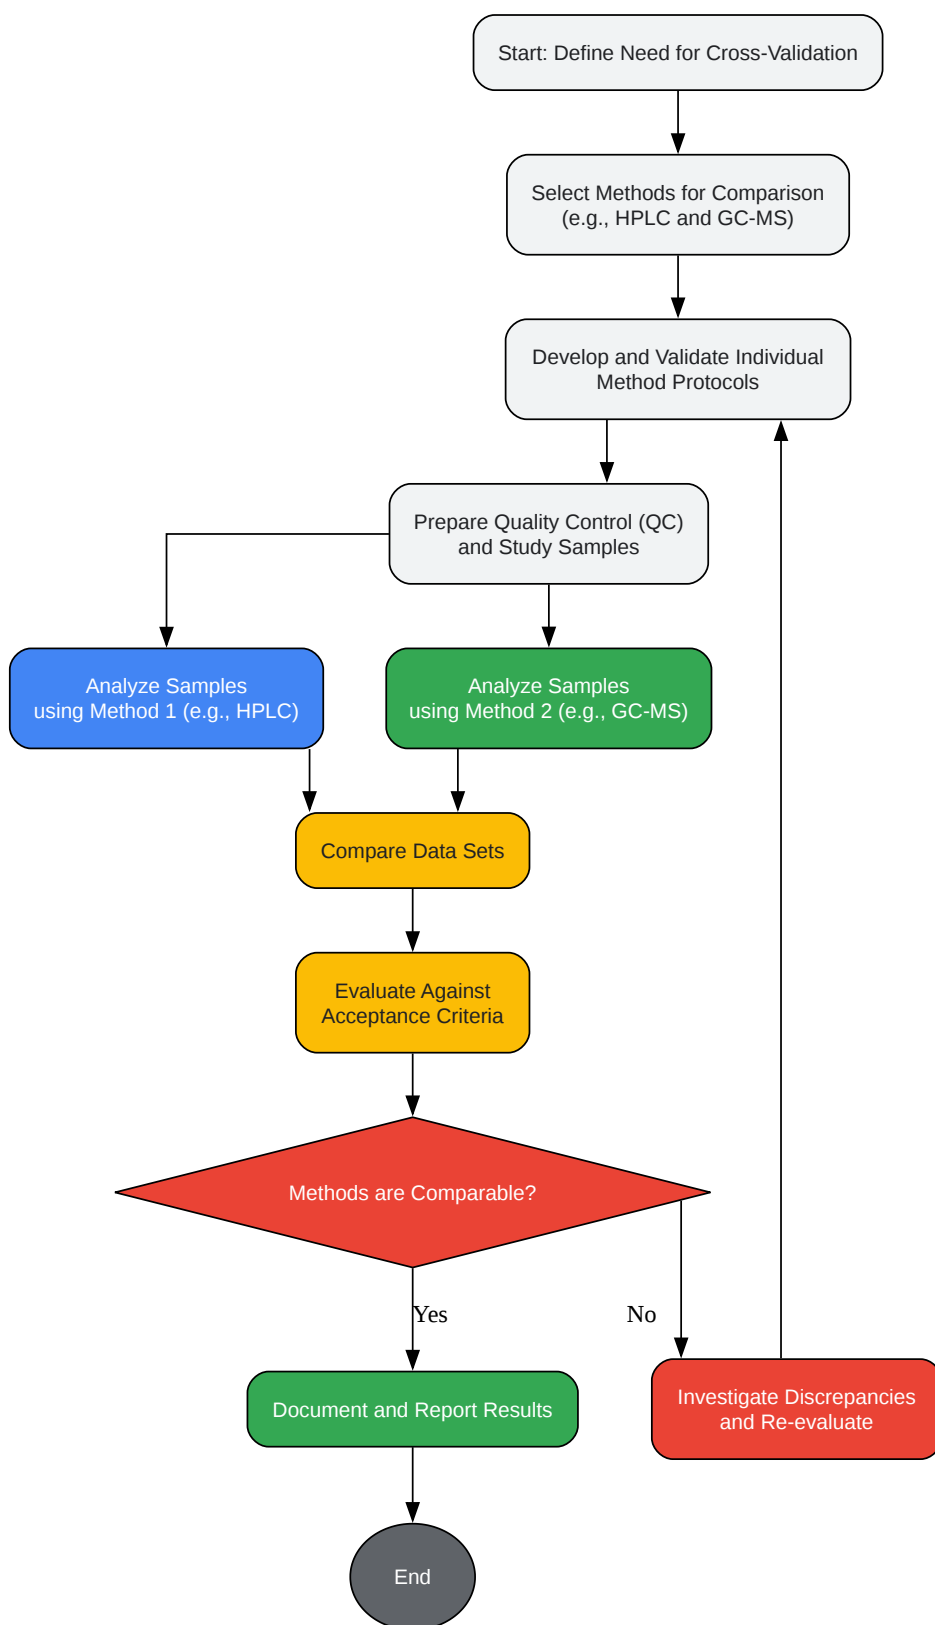 Start: Define Need for Cross-Validation
Select Methods for Comparison
(e.g., HPLC and GC-MS)
Develop and Validate Individual
Method Protocols
Prepare Quality Control (QC)
and Study Samples
Analyze Samples
using Method 1 (e.g., HPLC)
Analyze Samples
using Method 2 (e.g., GC-MS)
Compare Data Sets
Evaluate Against
Acceptance Criteria
Methods are Comparable?
Yes
No
Document and Report Results
Investigate Discrepancies
and Re-evaluate
End